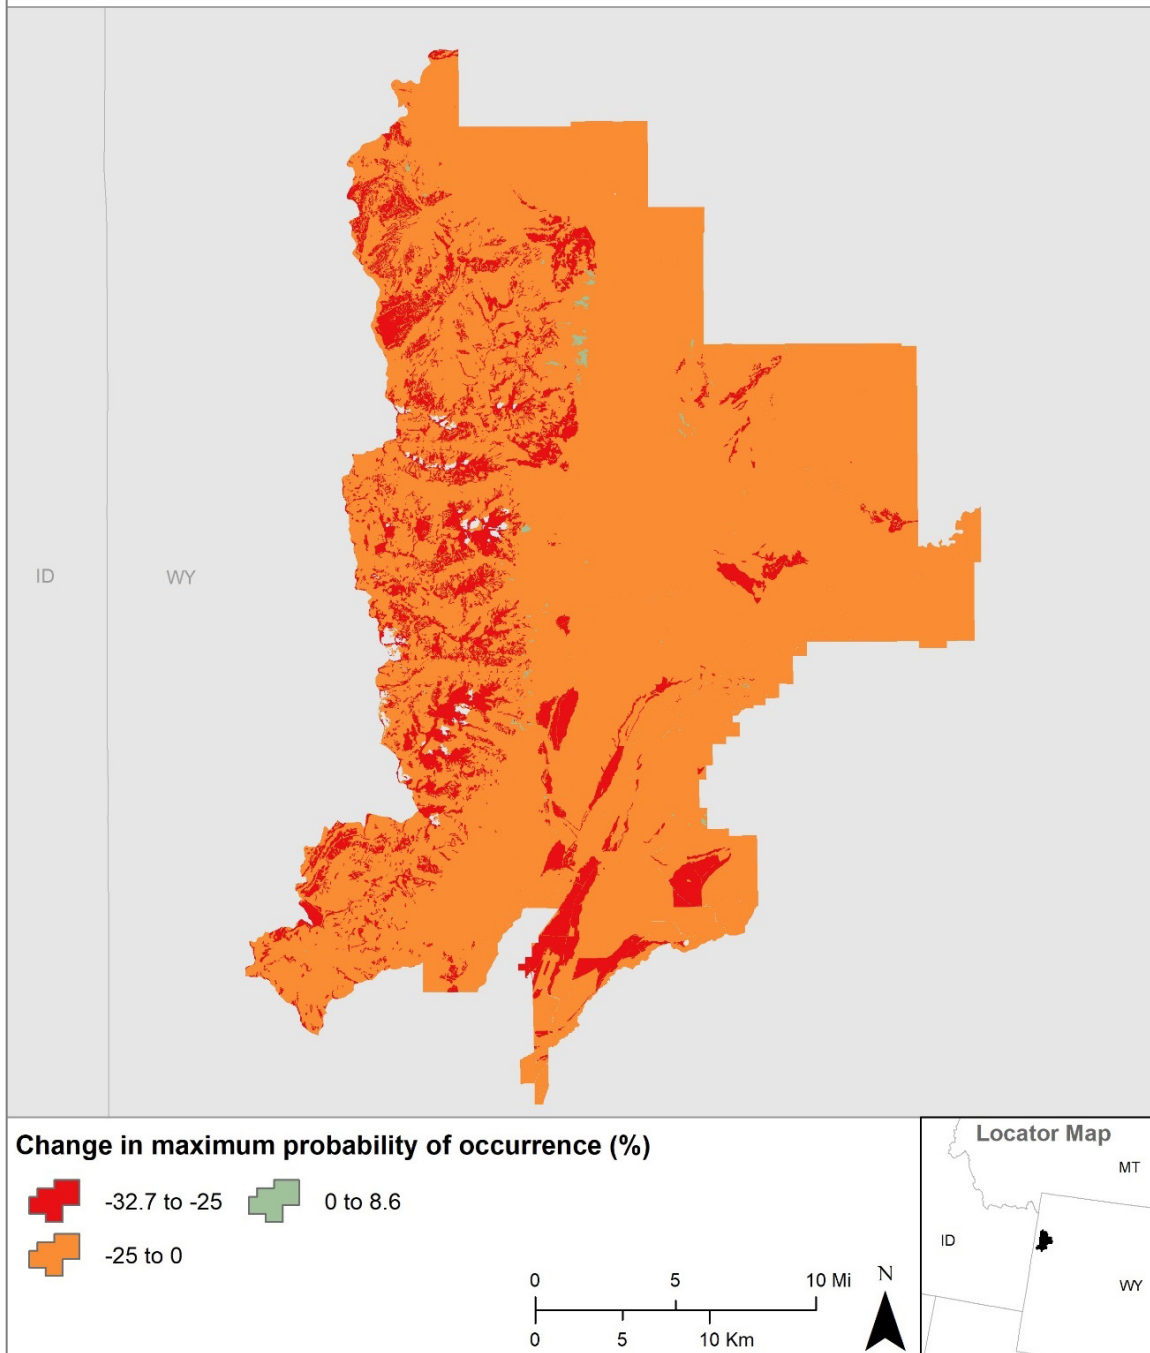 ID
WY
Change in maximum probability of occurrence (%)
-32.7 to -25
0 to 8.6
-25 to 0
0 5 10 Mi
0 5 10 Km
N
Locator Map
MT
ID
WY